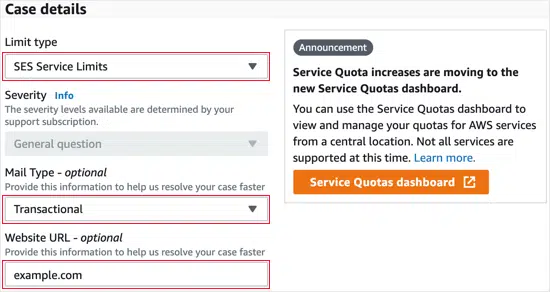 Case details
Limit type
SES Service Limits
Severity Info
The severity levels available are determined by your
support subscription.
General question
Mail Type - optional
Provide this information to help us resolve your case faster
Transactional
Website URL - optional
Provide this information to help us resolve your case faster
example.com
Announcement
Service Quota increases are moving to the
new Service Quotas dashboard.
You can use the Service Quotas dashboard to
view and manage your quotas for AWS services
from a central location. Not all services are
supported at this time. Learn more.
Service Quotas dashboard